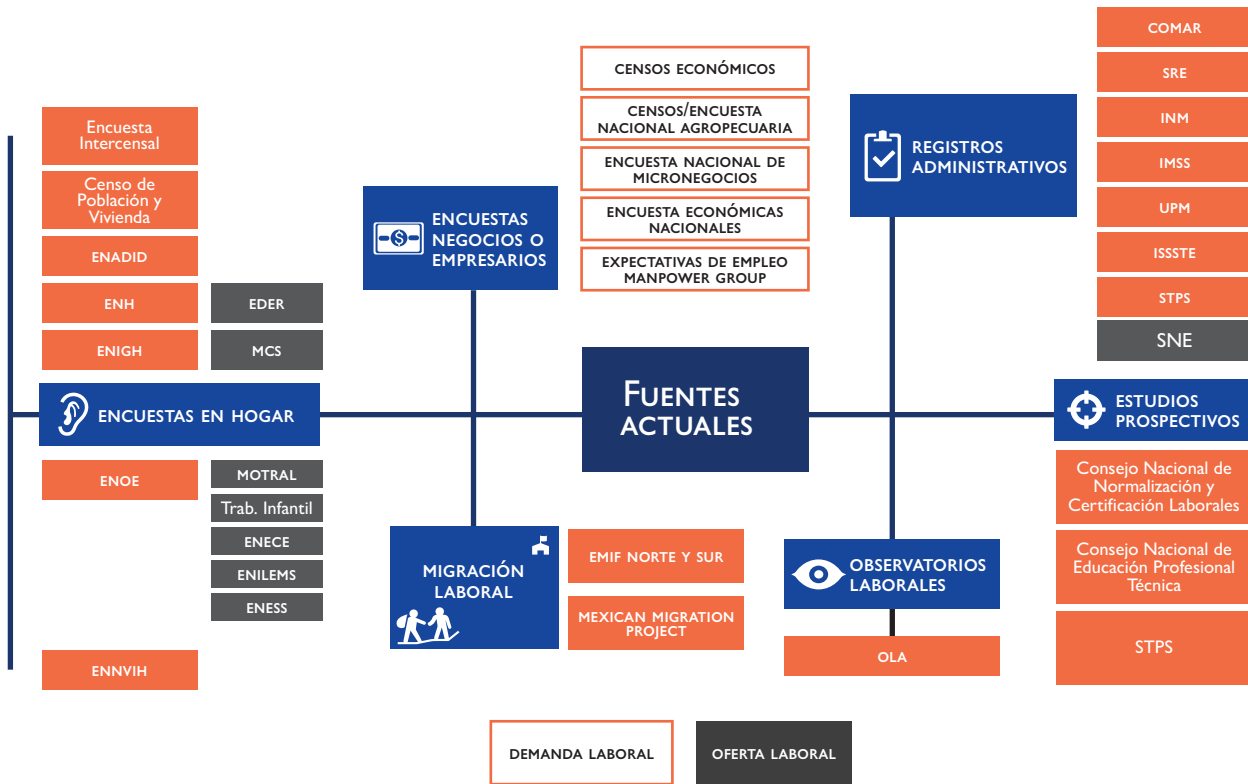 Encuesta
Intercensal
Censo de
Población y
Vivienda
ENADID
ENH
EDER
ENIGH
MCS
ENCUESTAS EN HOGAR
ENOE
MOTRAL
Trab. Infantil
ENECE
ENILEMS
ENESS
ENNVIH
ENCUESTAS
NEGOCIOS O
EMPRESARIOS
CENSOS ECONÓMICOS
CENSOS/ENCUESTA
NACIONAL AGROPECUARIA
ENCUESTA NACIONAL DE
MICRONEGOCIOS
ENCUESTA ECONÓMICAS
NACIONALES
EXPECTATIVAS DE EMPLEO
MANPOWER GROUP
FUENTES
ACTUALES
MIGRACIÓN
LABORAL
EMIF NORTE Y SUR
MEXICAN MIGRATION
PROJECT
REGISTROS
ADMINISTRATIVOS
COMAR
SRE
INM
IMSS
UPM
ISSSTE
STPS
SNE
ESTUDIOS
PROSPECTIVOS
Consejo Nacional de
Normalización y
Certificación Laborales
Consejo Nacional de
Educación Profesional
Técnica
STPS
OBSERVATORIOS
LABORALES
OLA
DEMANDA LABORAL
OFERTA LABORAL